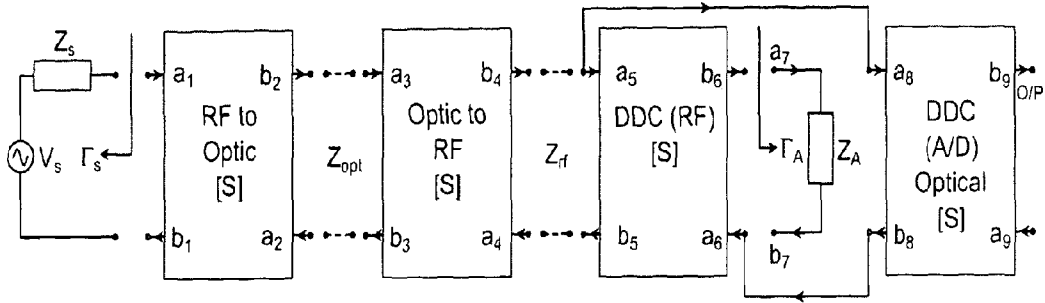 Z_s
V_s
Γ_s
a_1
b_1
RF to
Optic
[S]
b_2
a_2
Z_opt
a_3
b_3
Optic to
RF
[S]
b_4
a_4
Z_rf
a_5
b_5
DDC (RF)
[S]
b_6
a_6
Γ_A
a_7
b_7
Z_A
a_8
b_8
DDC
(A/D)
Optical
[S]
b_9
O/P
a_9